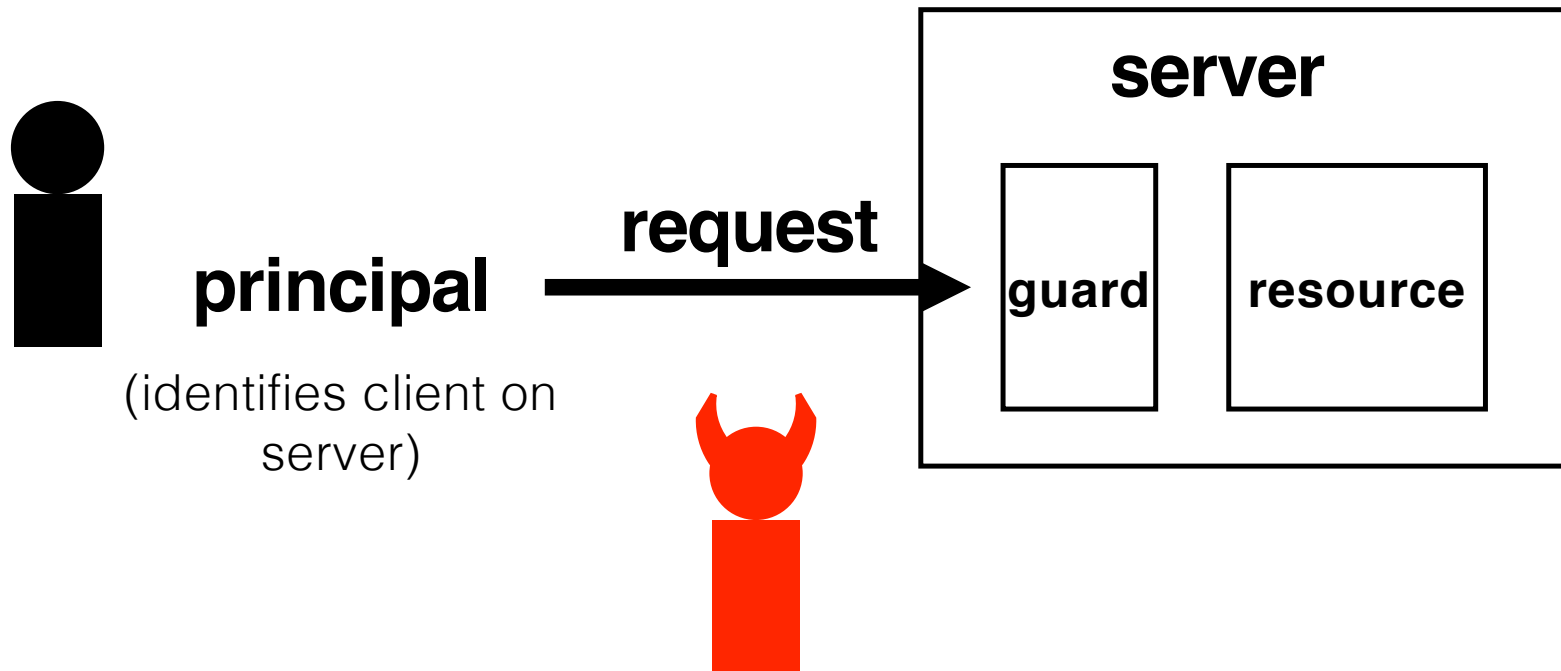 server
request
principal
guard
resource
(identifies client on
server)